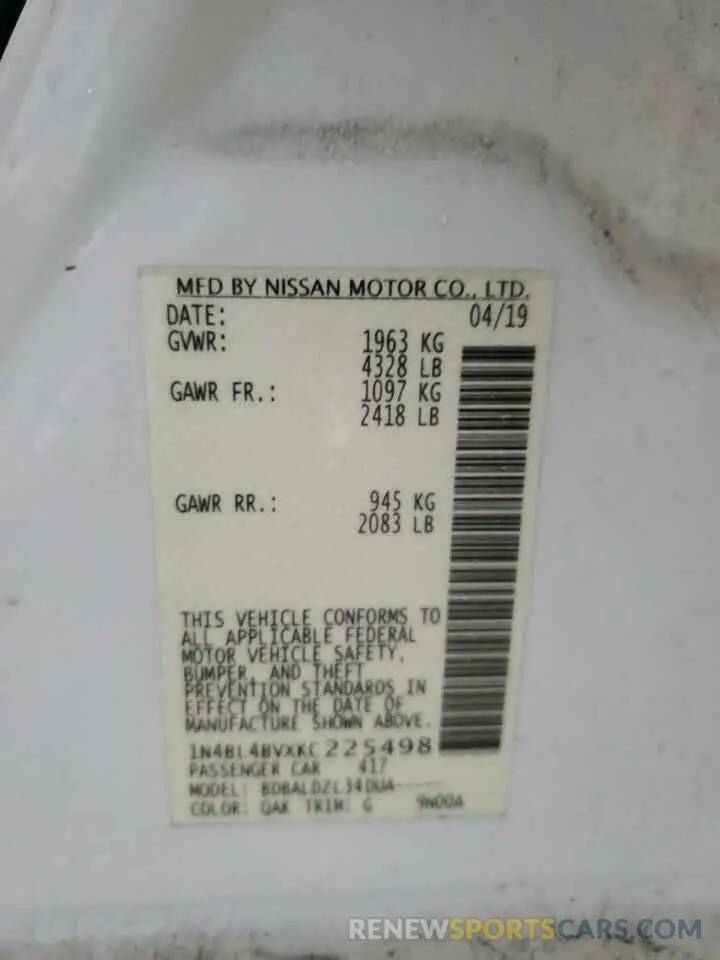 MFD BY NISSAN MOTOR CO., LTD.
DATE: 04/19
GVWR: 1963 KG
4328 LB
GAWR FR.: 1097 KG
2418 LB
GAWR RR.: 945 KG
2083 LB
THIS VEHICLE CONFORMS TO
ALL APPLICABLE FEDERAL
MOTOR VEHICLE SAFETY,
BUMPER, AND THEFT
PREVENTION STANDARDS IN
EFFECT ON THE DATE OF
MANUFACTURE SHOWN ABOVE.
1N4BL4BVXKC225498
PASSENGER CAR 417
MODEL:
COLOR: QAK TRIM: G 9N00A
RENEWSPORTSCARS.COM